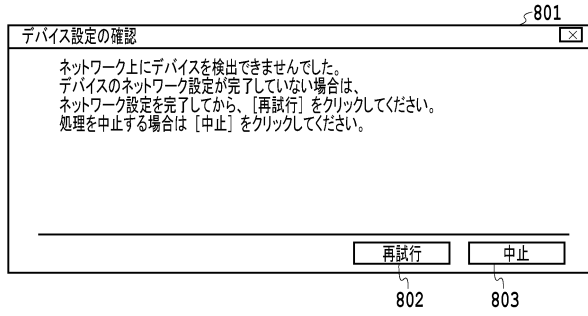 801
デバイス設定の確認
ネットワーク上にデバイスを検出できませんでした。
デバイスのネットワーク設定が完了していない場合は、
ネットワーク設定を完了してから、[再試行] をクリックしてください。
処理を中止する場合は [中止] をクリックしてください。
再試行 中止
802 803